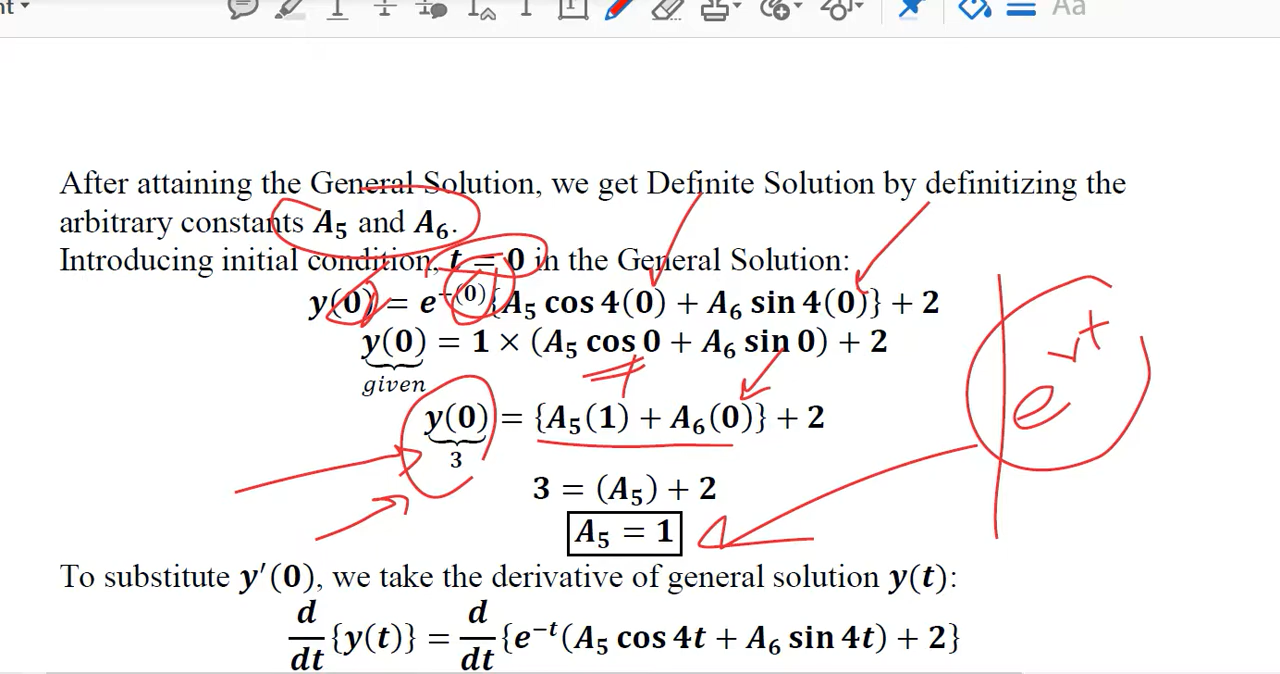 After attaining the General Solution, we get Definite Solution by definitizing the
arbitrary constants A₅ and A₆.
Introducing initial condition, t = 0 in the General Solution:
y(0) = e⁻⁽⁰⁾{A₅ cos 4(0) + A₆ sin 4(0)} + 2
y(0) = 1 × (A₅ cos 0 + A₆ sin 0) + 2
given
y(0) = {A₅(1) + A₆(0)} + 2
3
3 = (A₅) + 2
A₅ = 1
e^rt
To substitute y′(0), we take the derivative of general solution y(t):
d/dt {y(t)} = d/dt {e⁻ᵗ(A₅ cos 4t + A₆ sin 4t) + 2}